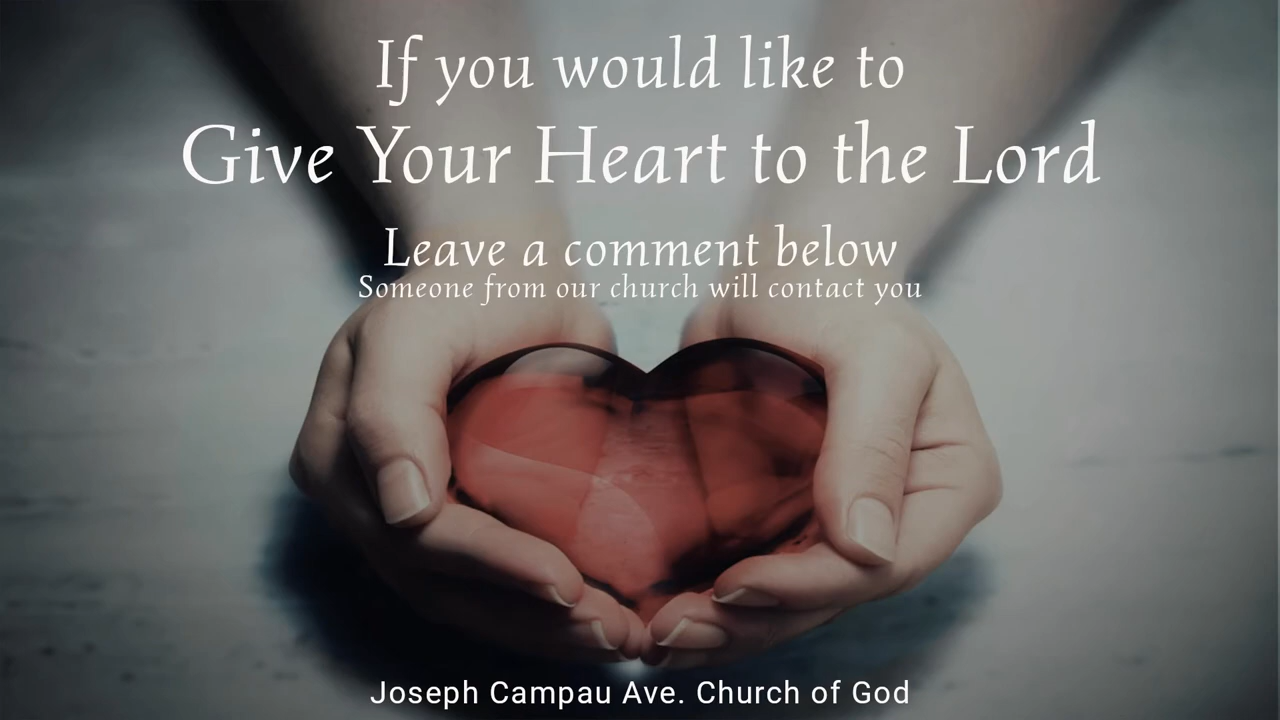 If you would like to
Give Your Heart to the Lord
Leave a comment below
Someone from our church will contact you
Joseph Campau Ave. Church of God